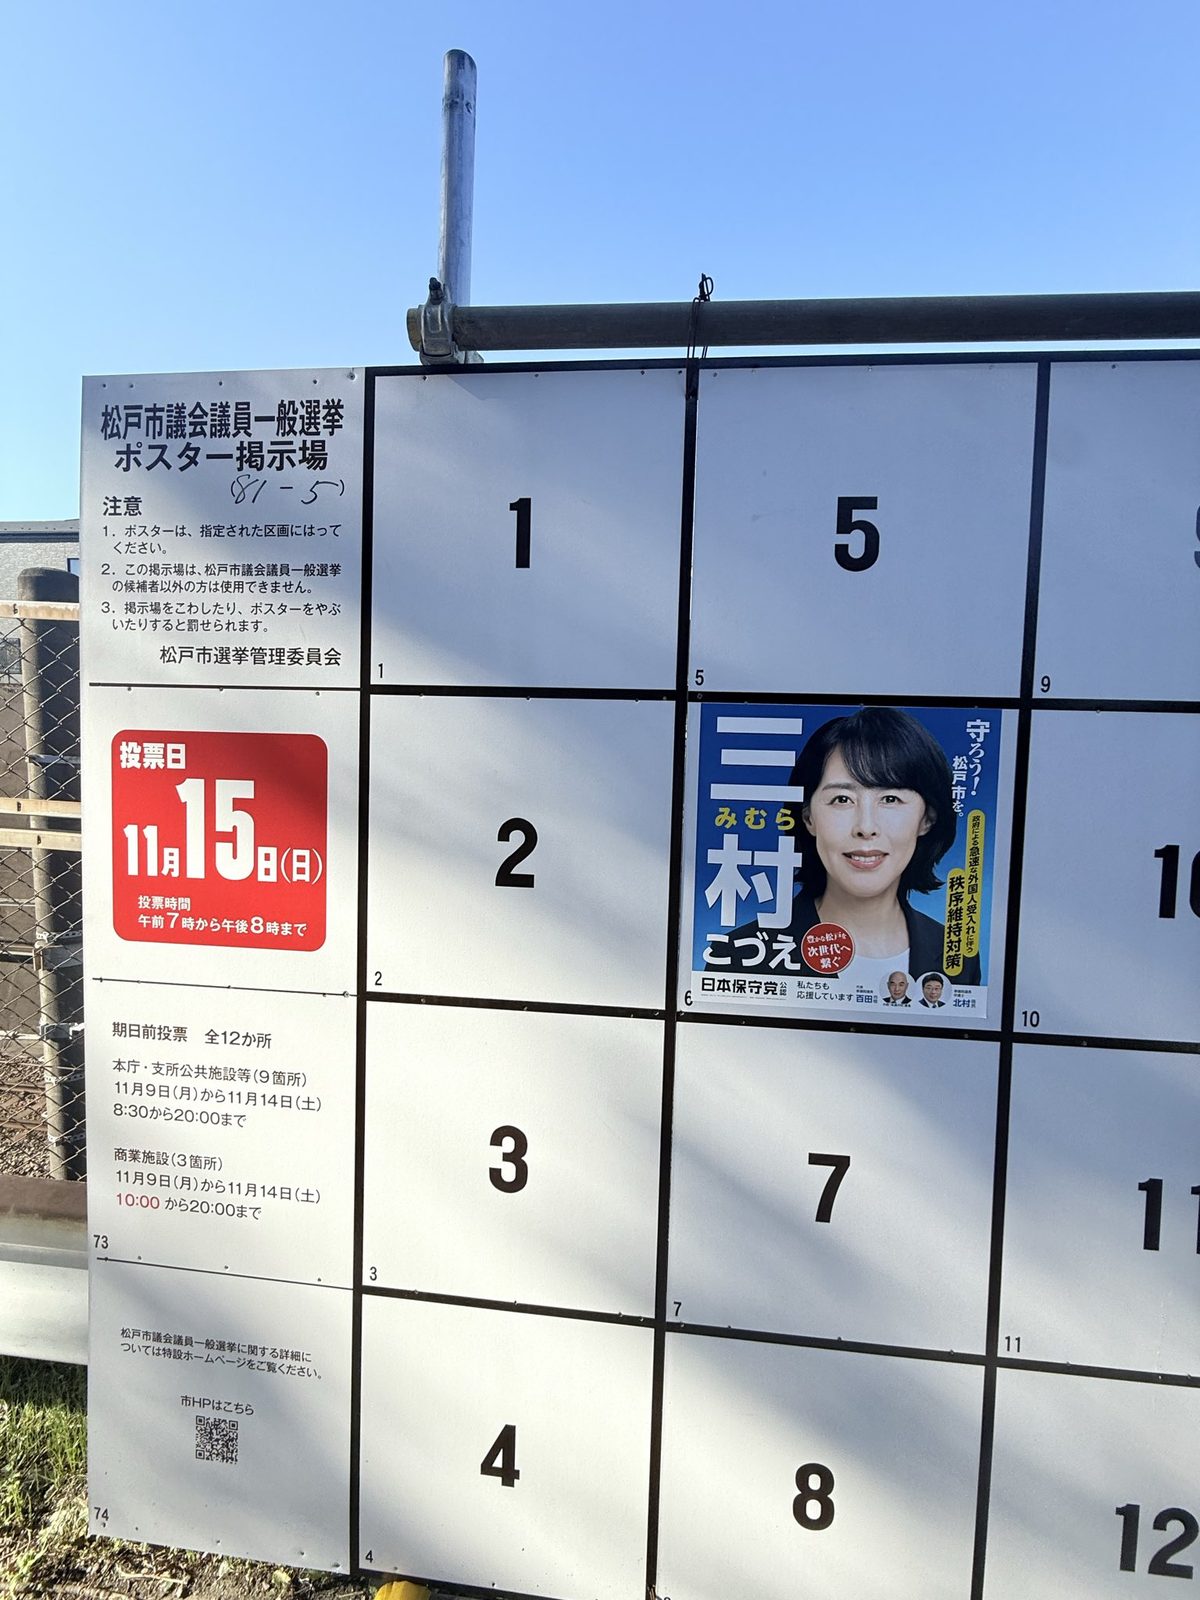 松戸市議会議員一般選挙
ポスター掲示場
(81-5)
注意
1. ポスターは、指定された区画にはって
ください。
2. この掲示場は、松戸市議会議員一般選挙
の候補者以外の方は使用できません。
3. 掲示場をこわしたり、ポスターをやぶ
いたりすると罰せられます。
松戸市選挙管理委員会
投票日
11月15日(日)
投票時間
午前7時から午後8時まで
期日前投票 全12か所
本庁・支所公共施設等(9箇所)
11月9日(月)から11月14日(土)
8:30から20:00まで
商業施設(3箇所)
11月9日(月)から11月14日(土)
10:00 から20:00まで
73
松戸市議会議員一般選挙に関する詳細に
ついては特設ホームページをご覧ください。
市HPはこちら
74
1
1
2
2
3
3
4
4
5
5
三村
みむら
こづえ
守ろう!
松戸市を。
政府による急速な外国人受入れに伴う
秩序維持対策
豊かな松戸を
次世代へ
繋ぐ
日本保守党
公認
私たちも
応援しています
百田
北村
6
7
7
8
9
10
10
11
11
12